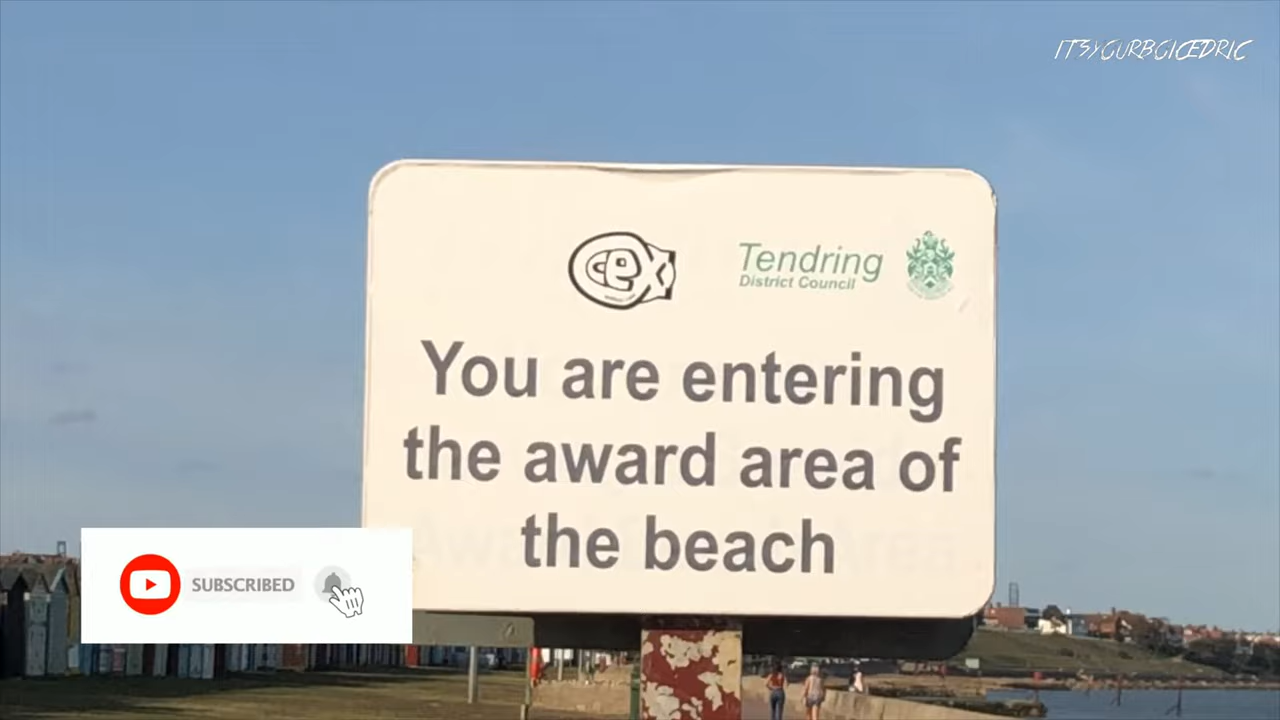 ITSYOURBOICEDRIC
cex
Tendring
District Council
You are entering
the award area of
the beach
SUBSCRIBED